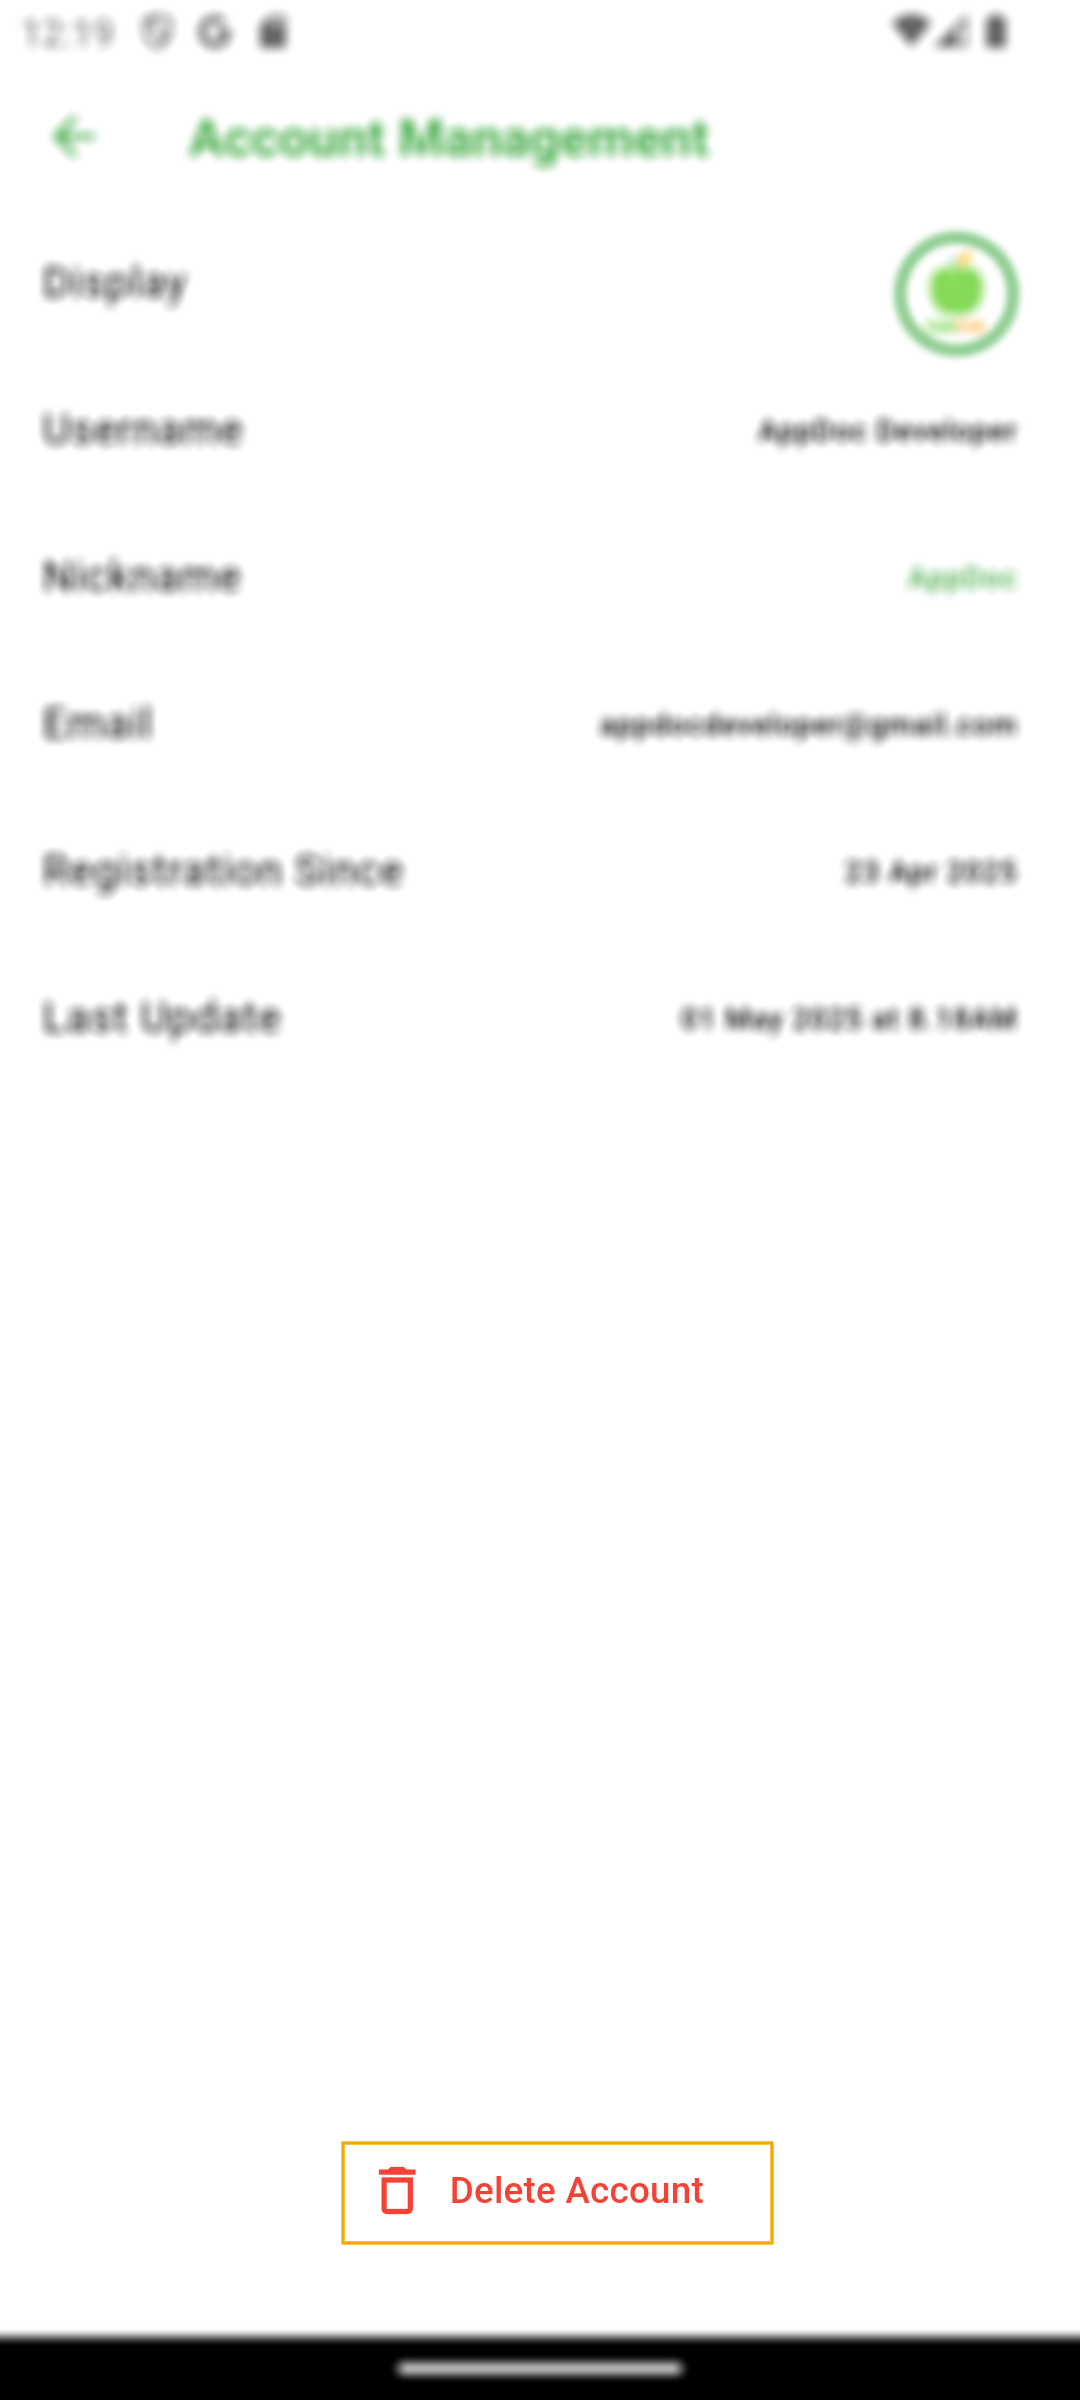 12:19
Account Management
Display
Username AppDoc Developer
Nickname AppDoc
Email appdocdeveloper@gmail.com
Registration Since 23 Apr 2025
Last Update 01 May 2025 at 8.18AM
Delete Account